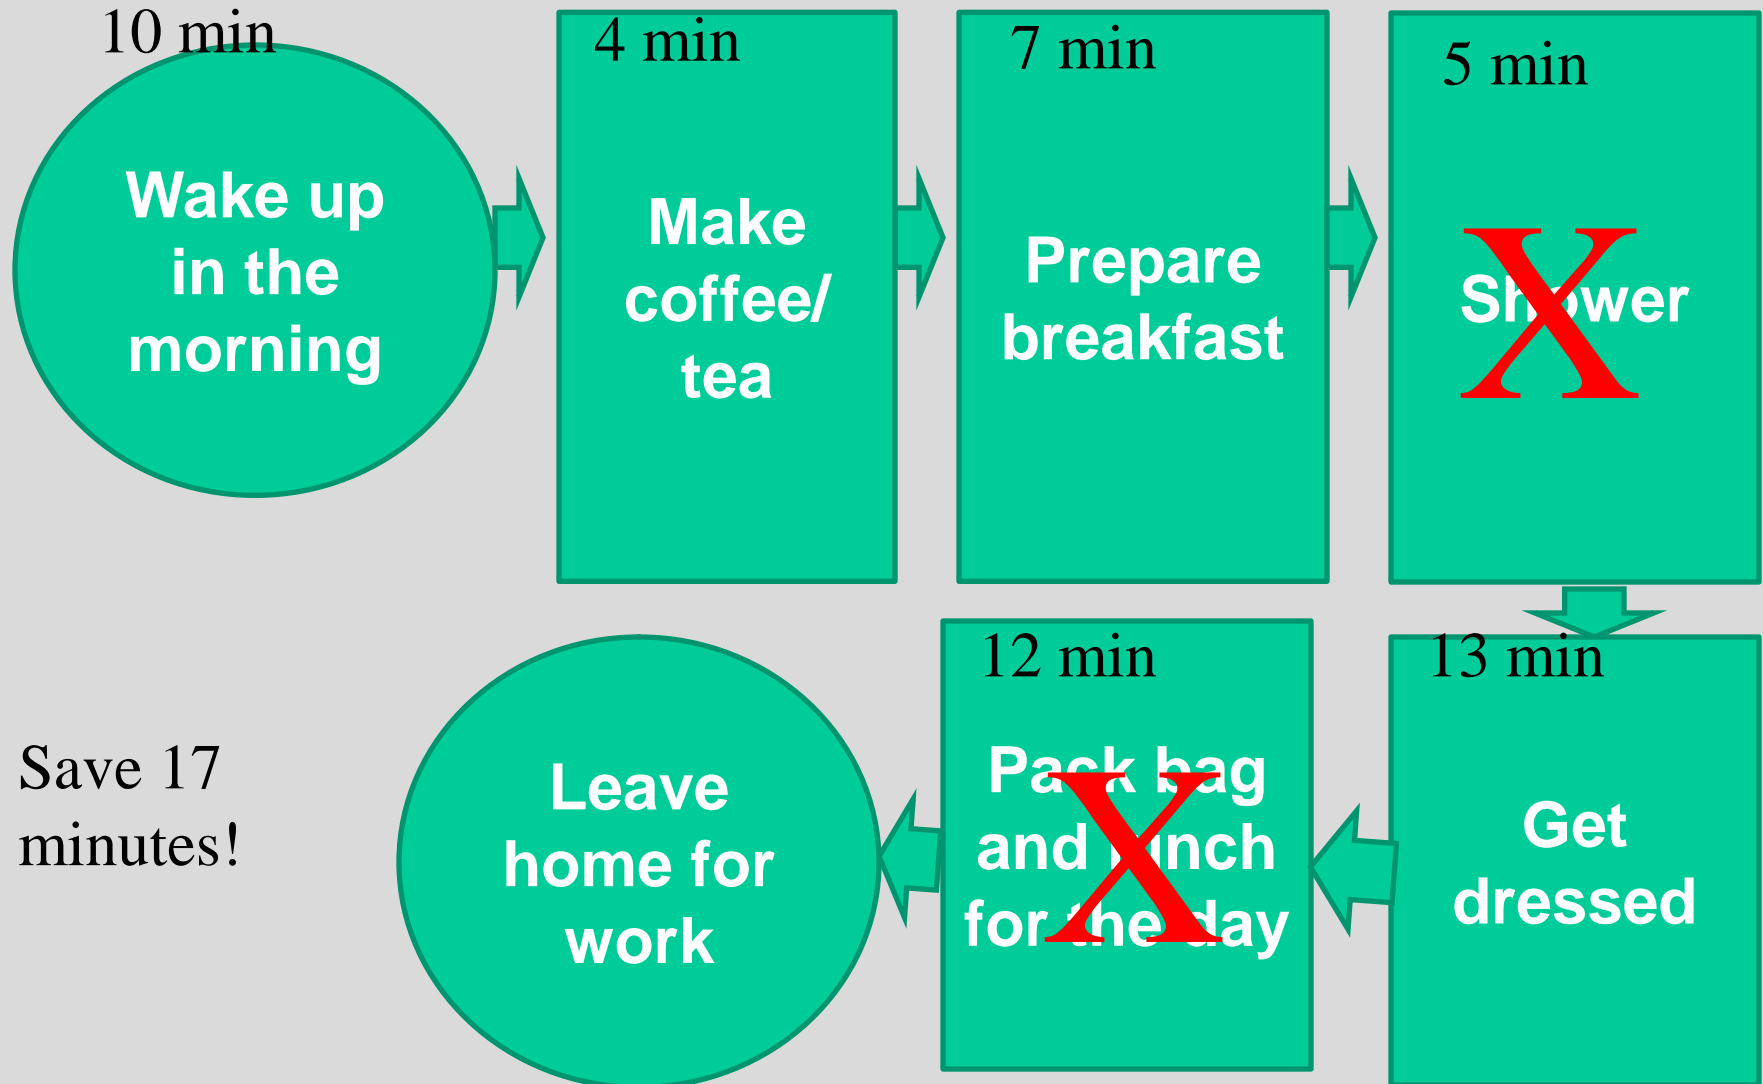 10 min
Wake up
in the
morning
4 min
Make
coffee/
tea
7 min
Prepare
breakfast
5 min
Shower
X
13 min
Get
dressed
12 min
Pack bag
and lunch
for the day
X
Leave
home for
work
Save 17
minutes!